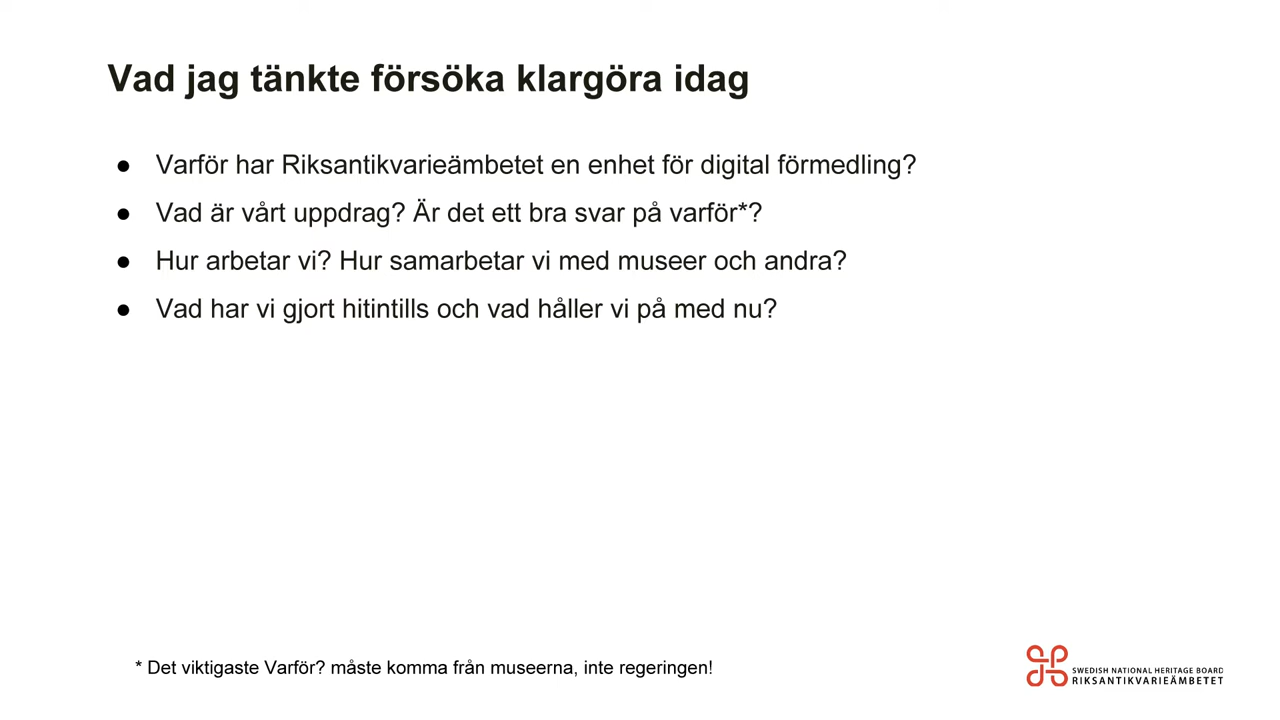 Vad jag tänkte försöka klargöra idag
● Varför har Riksantikvarieämbetet en enhet för digital förmedling?
● Vad är vårt uppdrag? Är det ett bra svar på varför*?
● Hur arbetar vi? Hur samarbetar vi med museer och andra?
● Vad har vi gjort hitintills och vad håller vi på med nu?
* Det viktigaste Varför? måste komma från museerna, inte regeringen!
SWEDISH NATIONAL HERITAGE BOARD
RIKSANTIKVARIEÄMBETET